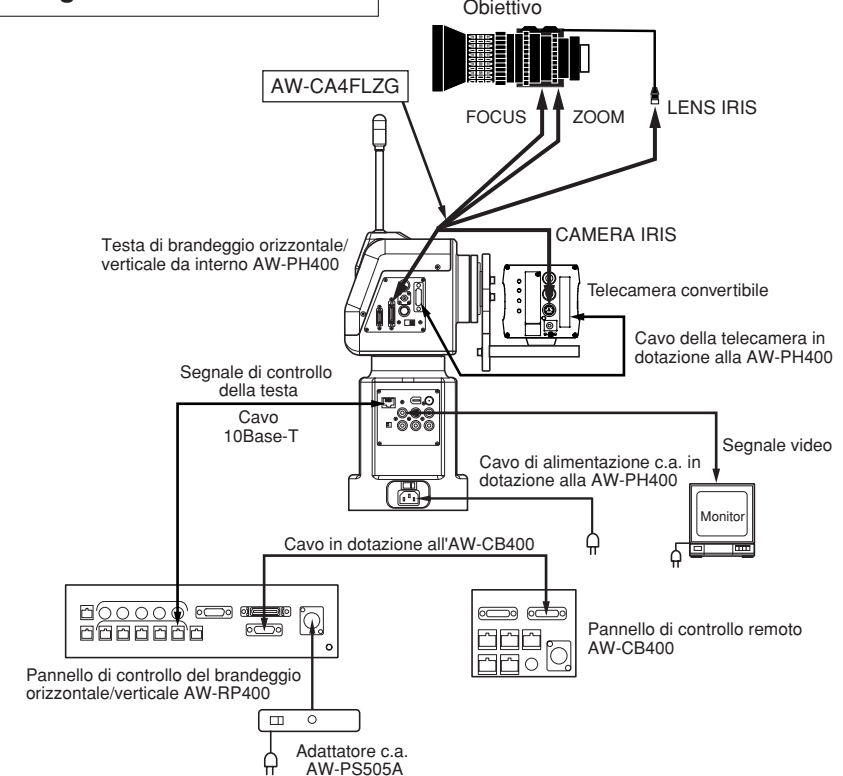 Obiettivo
AW-CA4FLZG
FOCUS
ZOOM
LENS IRIS
CAMERA IRIS
Testa di brandeggio orizzontale/
verticale da interno AW-PH400
Telecamera convertibile
Cavo della telecamera in
dotazione alla AW-PH400
Segnale di controllo
della testa
Cavo
10Base-T
Segnale video
Cavo di alimentazione c.a. in
dotazione alla AW-PH400
Monitor
Cavo in dotazione all'AW-CB400
Pannello di controllo remoto
AW-CB400
Pannello di controllo del brandeggio
orizzontale/verticale AW-RP400
Adattatore c.a.
AW-PS505A